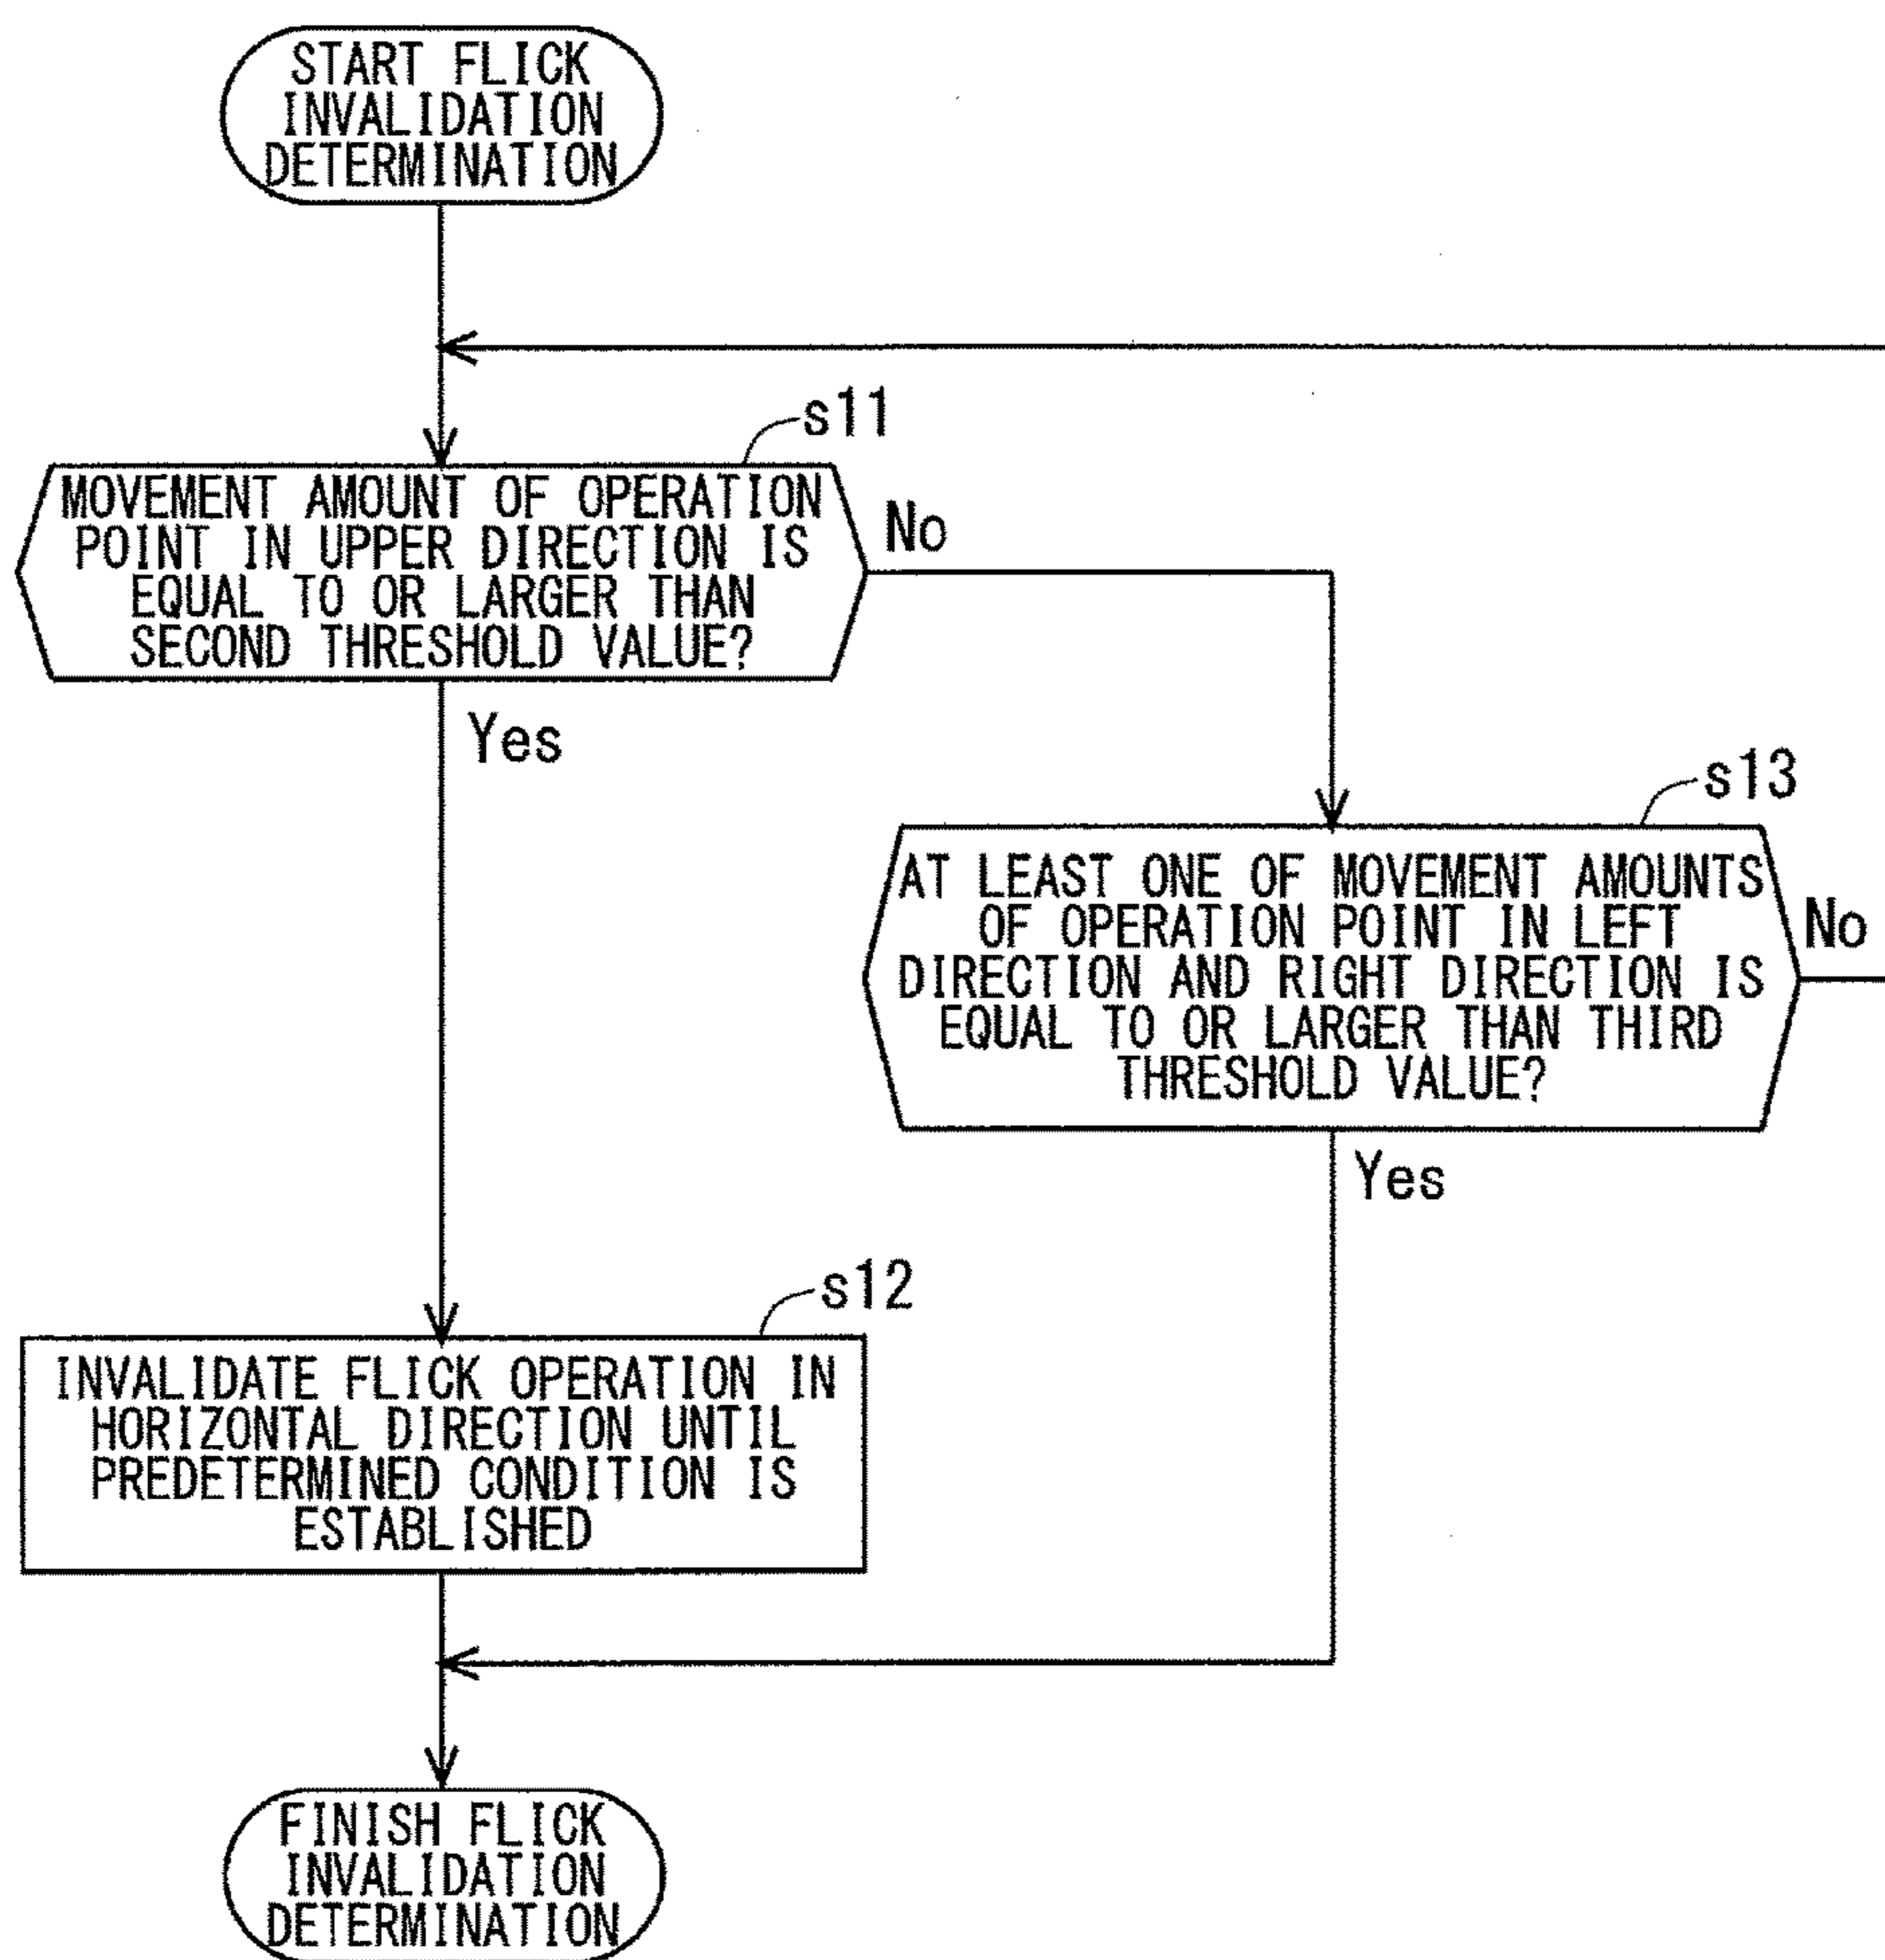 START FLICK
INVALIDATION
DETERMINATION
s11
MOVEMENT AMOUNT OF OPERATION
POINT IN UPPER DIRECTION IS
EQUAL TO OR LARGER THAN
SECOND THRESHOLD VALUE?
No
Yes
s13
AT LEAST ONE OF MOVEMENT AMOUNTS
OF OPERATION POINT IN LEFT
DIRECTION AND RIGHT DIRECTION IS
EQUAL TO OR LARGER THAN THIRD
THRESHOLD VALUE?
No
Yes
s12
INVALIDATE FLICK OPERATION IN
HORIZONTAL DIRECTION UNTIL
PREDETERMINED CONDITION IS
ESTABLISHED
FINISH FLICK
INVALIDATION
DETERMINATION